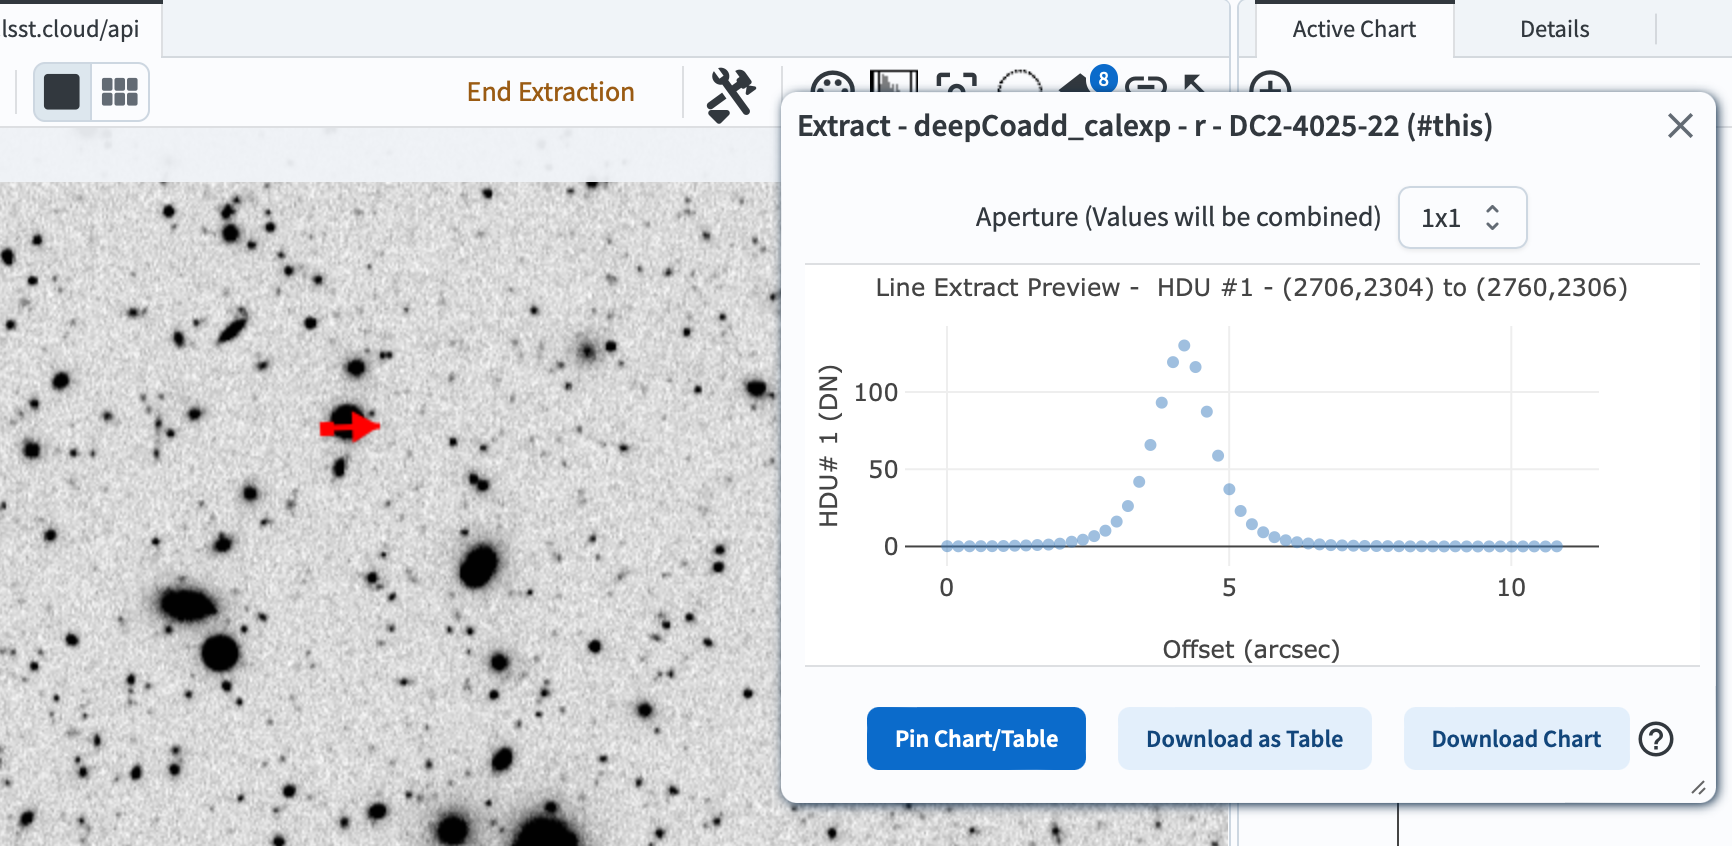 lsst.cloud/api
Active Chart
Details
End Extraction
8
Extract - deepCoadd_calexp - r - DC2-4025-22 (#this)
Aperture (Values will be combined)
1x1
Line Extract Preview - HDU #1 - (2706,2304) to (2760,2306)
HDU# 1 (DN)
100
50
0
0
5
10
Offset (arcsec)
Pin Chart/Table
Download as Table
Download Chart
?